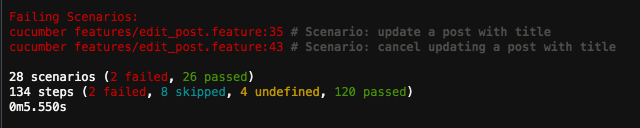 Failing Scenarios:
cucumber features/edit_post.feature:35 # Scenario: update a post with title
cucumber features/edit_post.feature:43 # Scenario: cancel updating a post with title
28 scenarios (2 failed, 26 passed)
134 steps (2 failed, 8 skipped, 4 undefined, 120 passed)
0m5.550s